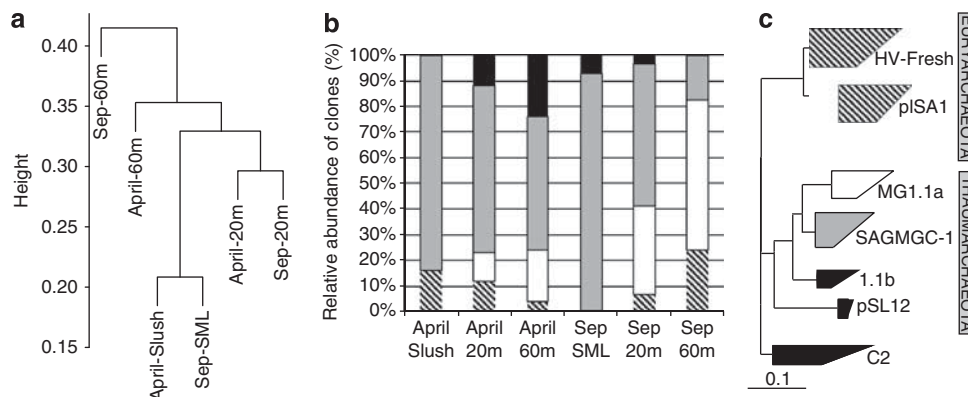 a
Height
0.40
0.35
0.30
0.25
0.20
0.15
Sep-60m
April-60m
April-20m
Sep-20m
April-Slush
Sep-SML
b
Relative abundance of clones (%)
100%
90%
80%
70%
60%
50%
40%
30%
20%
10%
0%
April Slush
April 20m
April 60m
Sep SML
Sep 20m
Sep 60m
c
HV-Fresh
pISA1
MG1.1a
SAGMGC-1
1.1b
pSL12
C2
0.1
EURYARCHAEOTA
THAUMARCHAEOTA